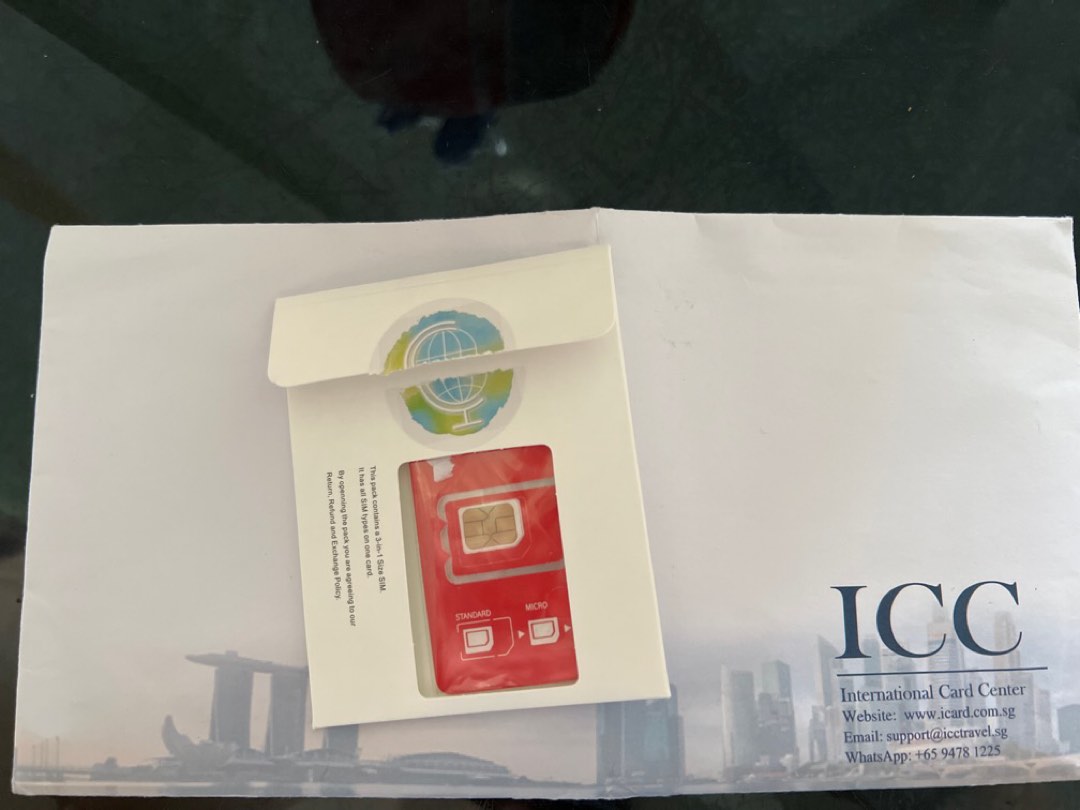 This pack contains a 3-in-1 Size SIM.
It has all SIM types on one card.
By openning the pack you are agreeing to our
Return, Refund and Exchange Policy.
STANDARD
MICRO
ICC
International Card Center
Website: www.icard.com.sg
Email: support@icctravel.sg
WhatsApp: +65 9478 1225